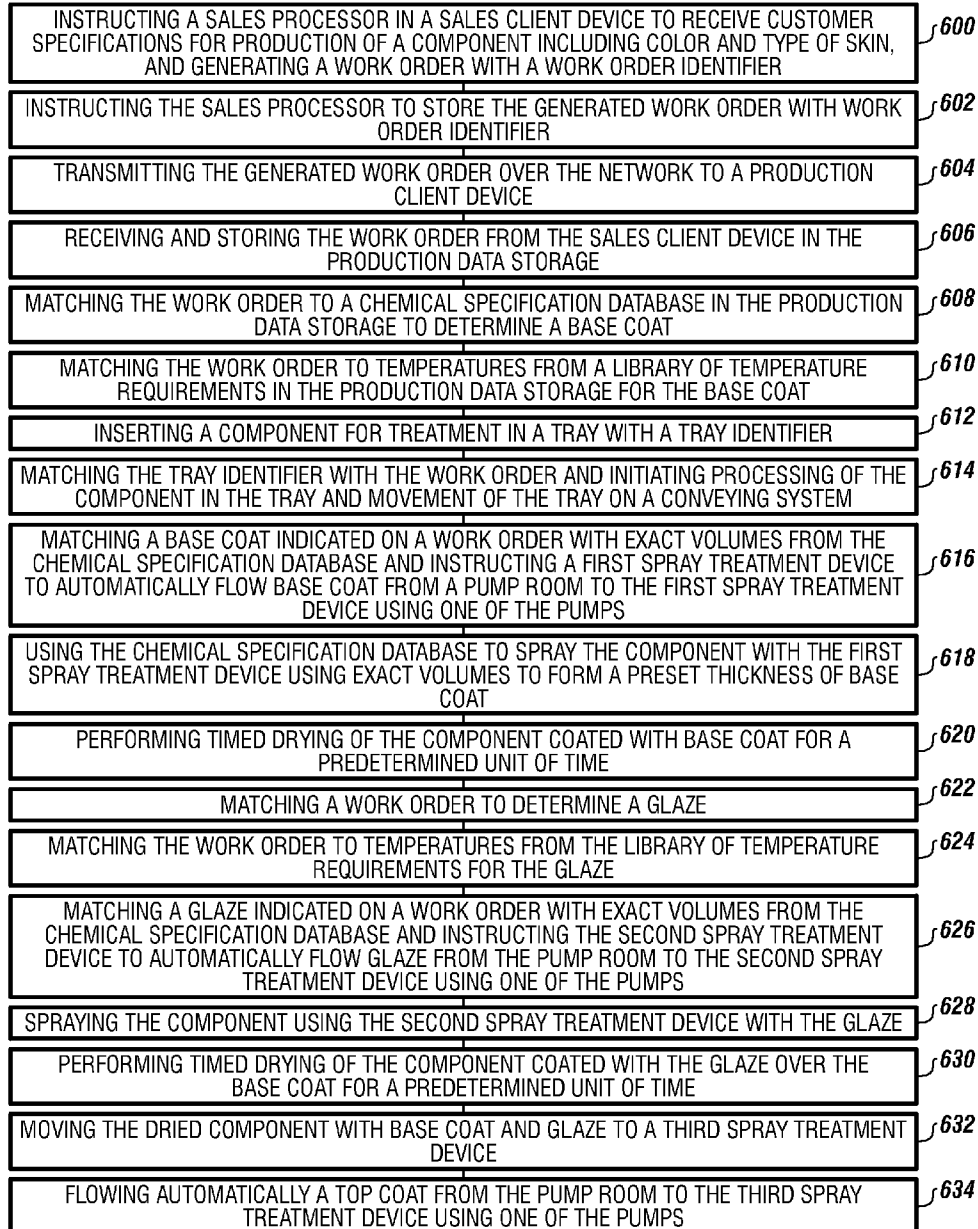 INSTRUCTING A SALES PROCESSOR IN A SALES CLIENT DEVICE TO RECEIVE CUSTOMER
SPECIFICATIONS FOR PRODUCTION OF A COMPONENT INCLUDING COLOR AND TYPE OF SKIN,
AND GENERATING A WORK ORDER WITH A WORK ORDER IDENTIFIER
600
INSTRUCTING THE SALES PROCESSOR TO STORE THE GENERATED WORK ORDER WITH WORK
ORDER IDENTIFIER
602
TRANSMITTING THE GENERATED WORK ORDER OVER THE NETWORK TO A PRODUCTION
CLIENT DEVICE
604
RECEIVING AND STORING THE WORK ORDER FROM THE SALES CLIENT DEVICE IN THE
PRODUCTION DATA STORAGE
606
MATCHING THE WORK ORDER TO A CHEMICAL SPECIFICATION DATABASE IN THE PRODUCTION
DATA STORAGE TO DETERMINE A BASE COAT
608
MATCHING THE WORK ORDER TO TEMPERATURES FROM A LIBRARY OF TEMPERATURE
REQUIREMENTS IN THE PRODUCTION DATA STORAGE FOR THE BASE COAT
610
INSERTING A COMPONENT FOR TREATMENT IN A TRAY WITH A TRAY IDENTIFIER
612
MATCHING THE TRAY IDENTIFIER WITH THE WORK ORDER AND INITIATING PROCESSING OF THE
COMPONENT IN THE TRAY AND MOVEMENT OF THE TRAY ON A CONVEYING SYSTEM
614
MATCHING A BASE COAT INDICATED ON A WORK ORDER WITH EXACT VOLUMES FROM THE
CHEMICAL SPECIFICATION DATABASE AND INSTRUCTING A FIRST SPRAY TREATMENT DEVICE
TO AUTOMATICALLY FLOW BASE COAT FROM A PUMP ROOM TO THE FIRST SPRAY TREATMENT
DEVICE USING ONE OF THE PUMPS
616
USING THE CHEMICAL SPECIFICATION DATABASE TO SPRAY THE COMPONENT WITH THE FIRST
SPRAY TREATMENT DEVICE USING EXACT VOLUMES TO FORM A PRESET THICKNESS OF BASE
COAT
618
PERFORMING TIMED DRYING OF THE COMPONENT COATED WITH BASE COAT FOR A
PREDETERMINED UNIT OF TIME
620
MATCHING A WORK ORDER TO DETERMINE A GLAZE
622
MATCHING THE WORK ORDER TO TEMPERATURES FROM THE LIBRARY OF TEMPERATURE
REQUIREMENTS FOR THE GLAZE
624
MATCHING A GLAZE INDICATED ON A WORK ORDER WITH EXACT VOLUMES FROM THE
CHEMICAL SPECIFICATION DATABASE AND INSTRUCTING THE SECOND SPRAY TREATMENT
DEVICE TO AUTOMATICALLY FLOW GLAZE FROM THE PUMP ROOM TO THE SECOND SPRAY
TREATMENT DEVICE USING ONE OF THE PUMPS
626
SPRAYING THE COMPONENT USING THE SECOND SPRAY TREATMENT DEVICE WITH THE GLAZE
628
PERFORMING TIMED DRYING OF THE COMPONENT COATED WITH THE GLAZE OVER THE
BASE COAT FOR A PREDETERMINED UNIT OF TIME
630
MOVING THE DRIED COMPONENT WITH BASE COAT AND GLAZE TO A THIRD SPRAY TREATMENT
DEVICE
632
FLOWING AUTOMATICALLY A TOP COAT FROM THE PUMP ROOM TO THE THIRD SPRAY
TREATMENT DEVICE USING ONE OF THE PUMPS
634